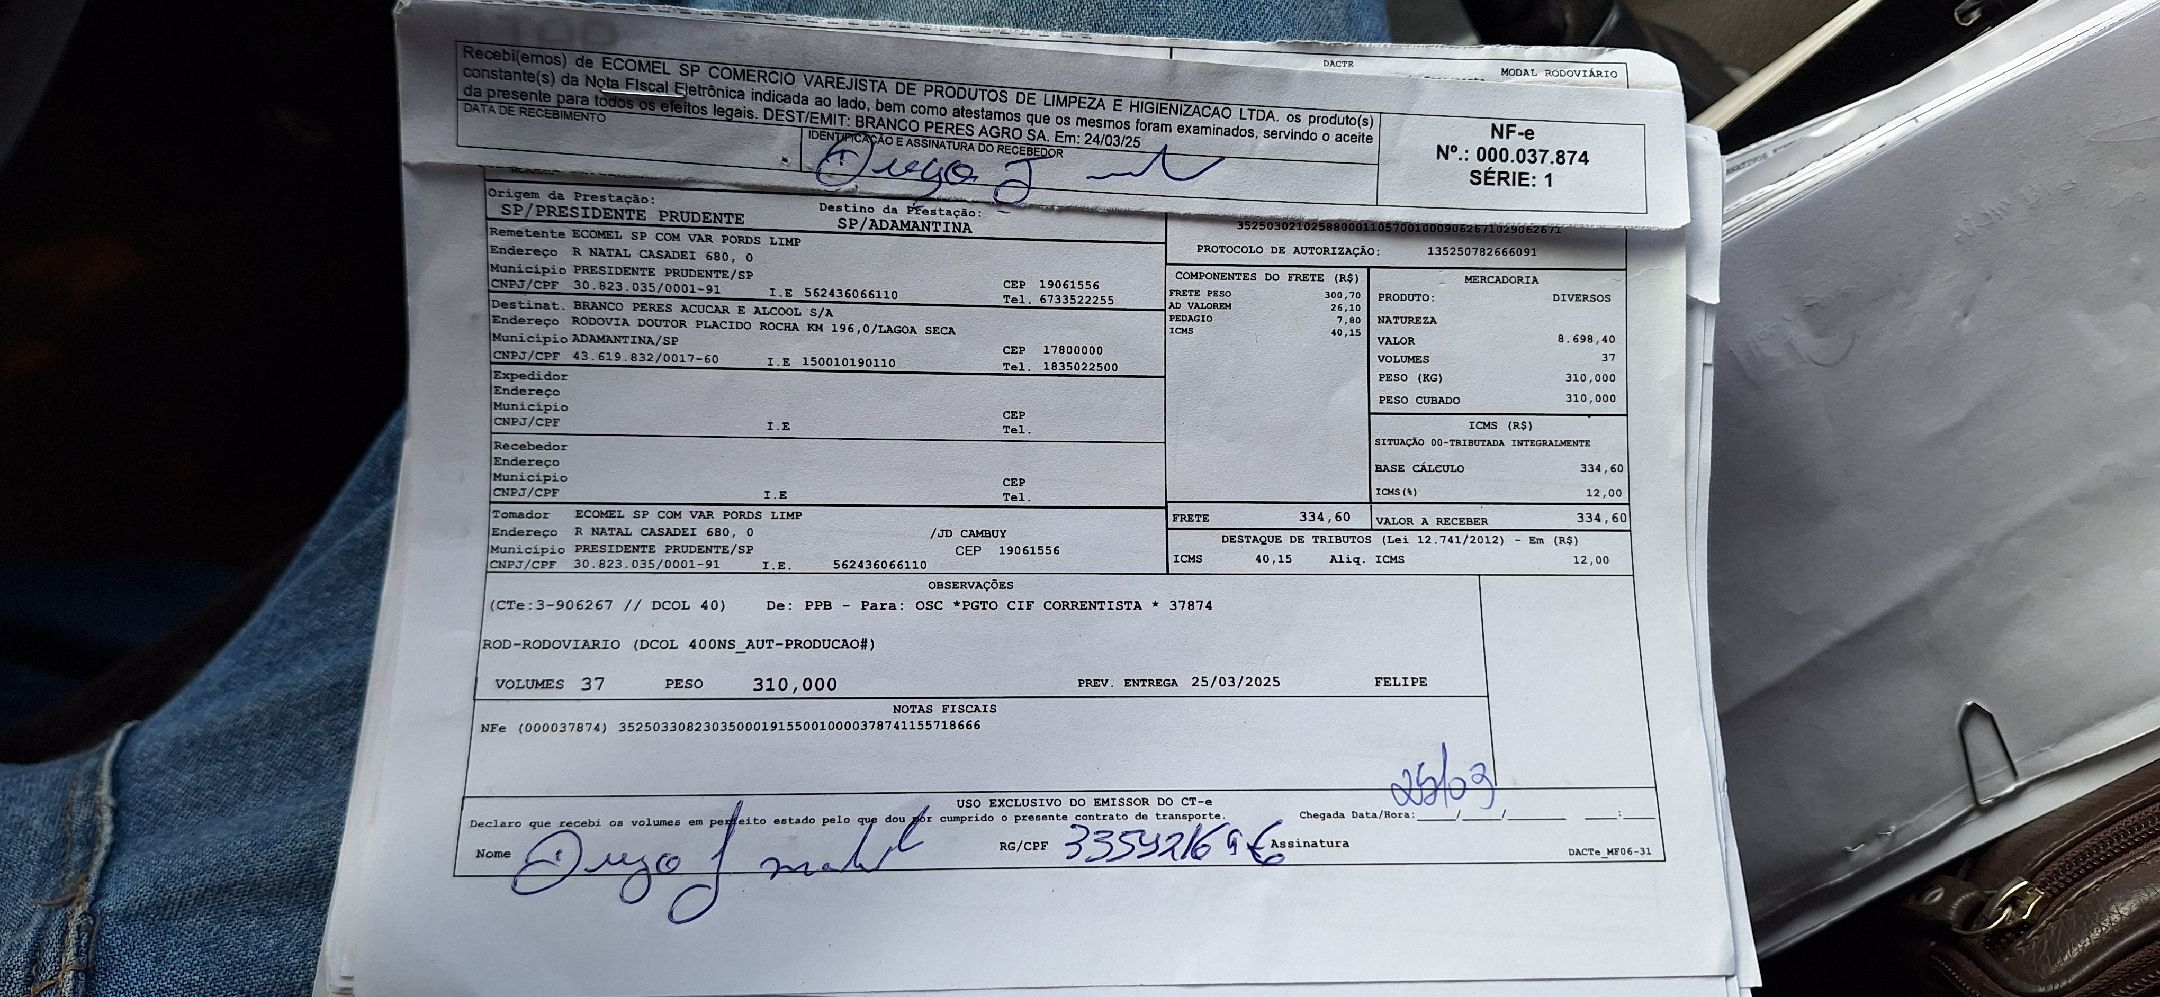 DACTE
MODAL RODOVIÁRIO
Recebi(emos) de ECOMEL SP COMERCIO VAREJISTA DE PRODUTOS DE LIMPEZA E HIGIENIZACAO LTDA. os produto(s)
constante(s) da Nota Fiscal Eletrônica indicada ao lado, bem como atestamos que os mesmos foram examinados, servindo o aceite
da presente para todos os efeitos legais. DEST/EMIT: BRANCO PERES AGRO SA. Em: 24/03/25
DATA DE RECEBIMENTO
IDENTIFICAÇÃO E ASSINATURA DO RECEBEDOR
Diego J
NF-e
Nº.: 000.037.874
SÉRIE: 1
Origem da Prestação:
SP/PRESIDENTE PRUDENTE
Destino da Prestação:
SP/ADAMANTINA
Remetente ECOMEL SP COM VAR PORDS LIMP
Endereço R NATAL CASADEI 680, 0
Município PRESIDENTE PRUDENTE/SP CEP 19061556
CNPJ/CPF 30.823.035/0001-91 I.E 562436066110 Tel. 6733522255
Destinat. BRANCO PERES ACUCAR E ALCOOL S/A
Endereço RODOVIA DOUTOR PLACIDO ROCHA KM 196,0/LAGOA SECA
Município ADAMANTINA/SP CEP 17800000
CNPJ/CPF 43.619.832/0017-60 I.E 150010190110 Tel. 1835022500
Expedidor
Endereço
Município CEP
CNPJ/CPF I.E Tel.
Recebedor
Endereço
Município CEP
CNPJ/CPF I.E Tel.
Tomador ECOMEL SP COM VAR PORDS LIMP
Endereço R NATAL CASADEI 680, 0 /JD CAMBUY
Município PRESIDENTE PRUDENTE/SP CEP 19061556
CNPJ/CPF 30.823.035/0001-91 I.E. 562436066110
PROTOCOLO DE AUTORIZAÇÃO: 135250782666091
COMPONENTES DO FRETE (R$)
FRETE PESO 300,70
AD VALOREM 26,10
PEDAGIO 7,80
ICMS 40,15
FRETE 334,60
MERCADORIA
PRODUTO: DIVERSOS
NATUREZA
VALOR 8.698,40
VOLUMES 37
PESO (KG) 310,000
PESO CUBADO 310,000
ICMS (R$)
SITUAÇÃO 00-TRIBUTADA INTEGRALMENTE
BASE CÁLCULO 334,60
ICMS(%) 12,00
VALOR A RECEBER 334,60
DESTAQUE DE TRIBUTOS (Lei 12.741/2012) - Em (R$)
ICMS 40,15 Aliq. ICMS 12,00
OBSERVAÇÕES
(CTe:3-906267 // DCOL 40) De: PPB - Para: OSC *PGTO CIF CORRENTISTA * 37874
ROD-RODOVIARIO (DCOL 400NS_AUT-PRODUCAO#)
VOLUMES 37 PESO 310,000 PREV. ENTREGA 25/03/2025 FELIPE
NOTAS FISCAIS
NFe (000037874) 35250330823035000191550010000378741155718666
25/03
USO EXCLUSIVO DO EMISSOR DO CT-e
Declaro que recebi os volumes em perfeito estado pelo que dou por cumprido o presente contrato de transporte. Chegada Data/Hora:____/____/______ ___:___
Nome Diego J RG/CPF Assinatura
DACTe_MF06-31